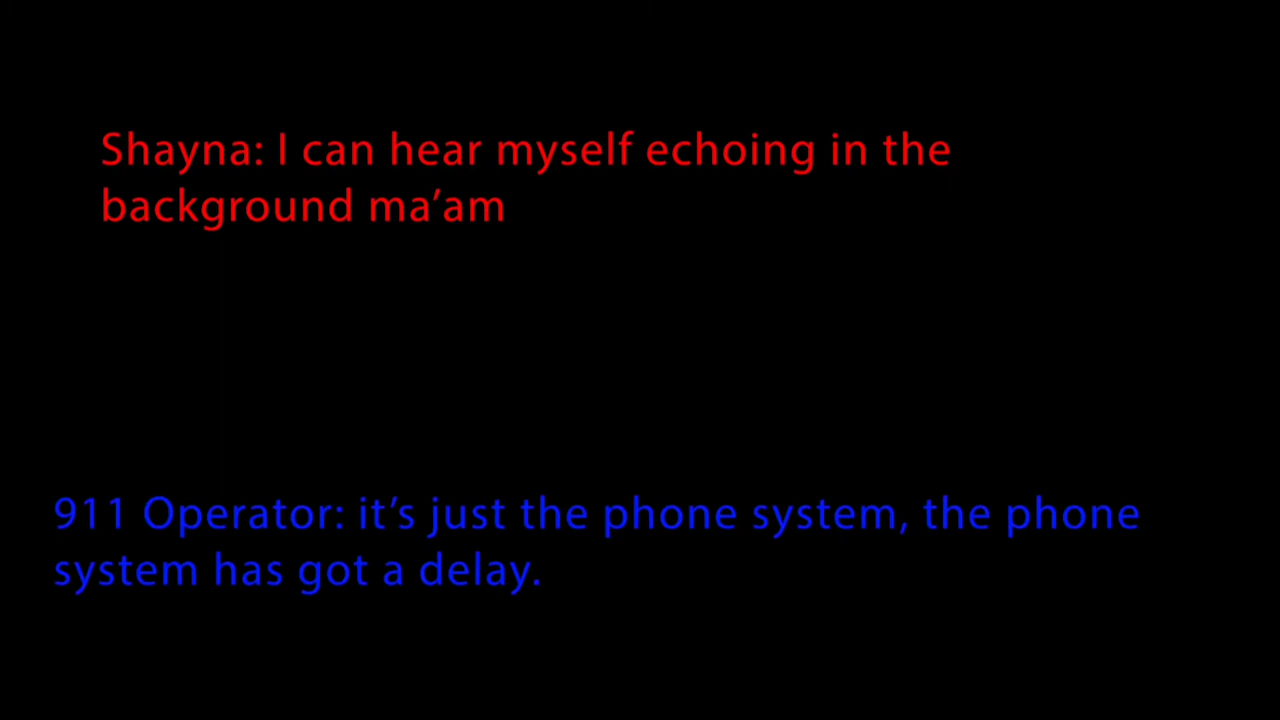 Shayna: I can hear myself echoing in the
background ma’am
911 Operator: it’s just the phone system, the phone
system has got a delay.